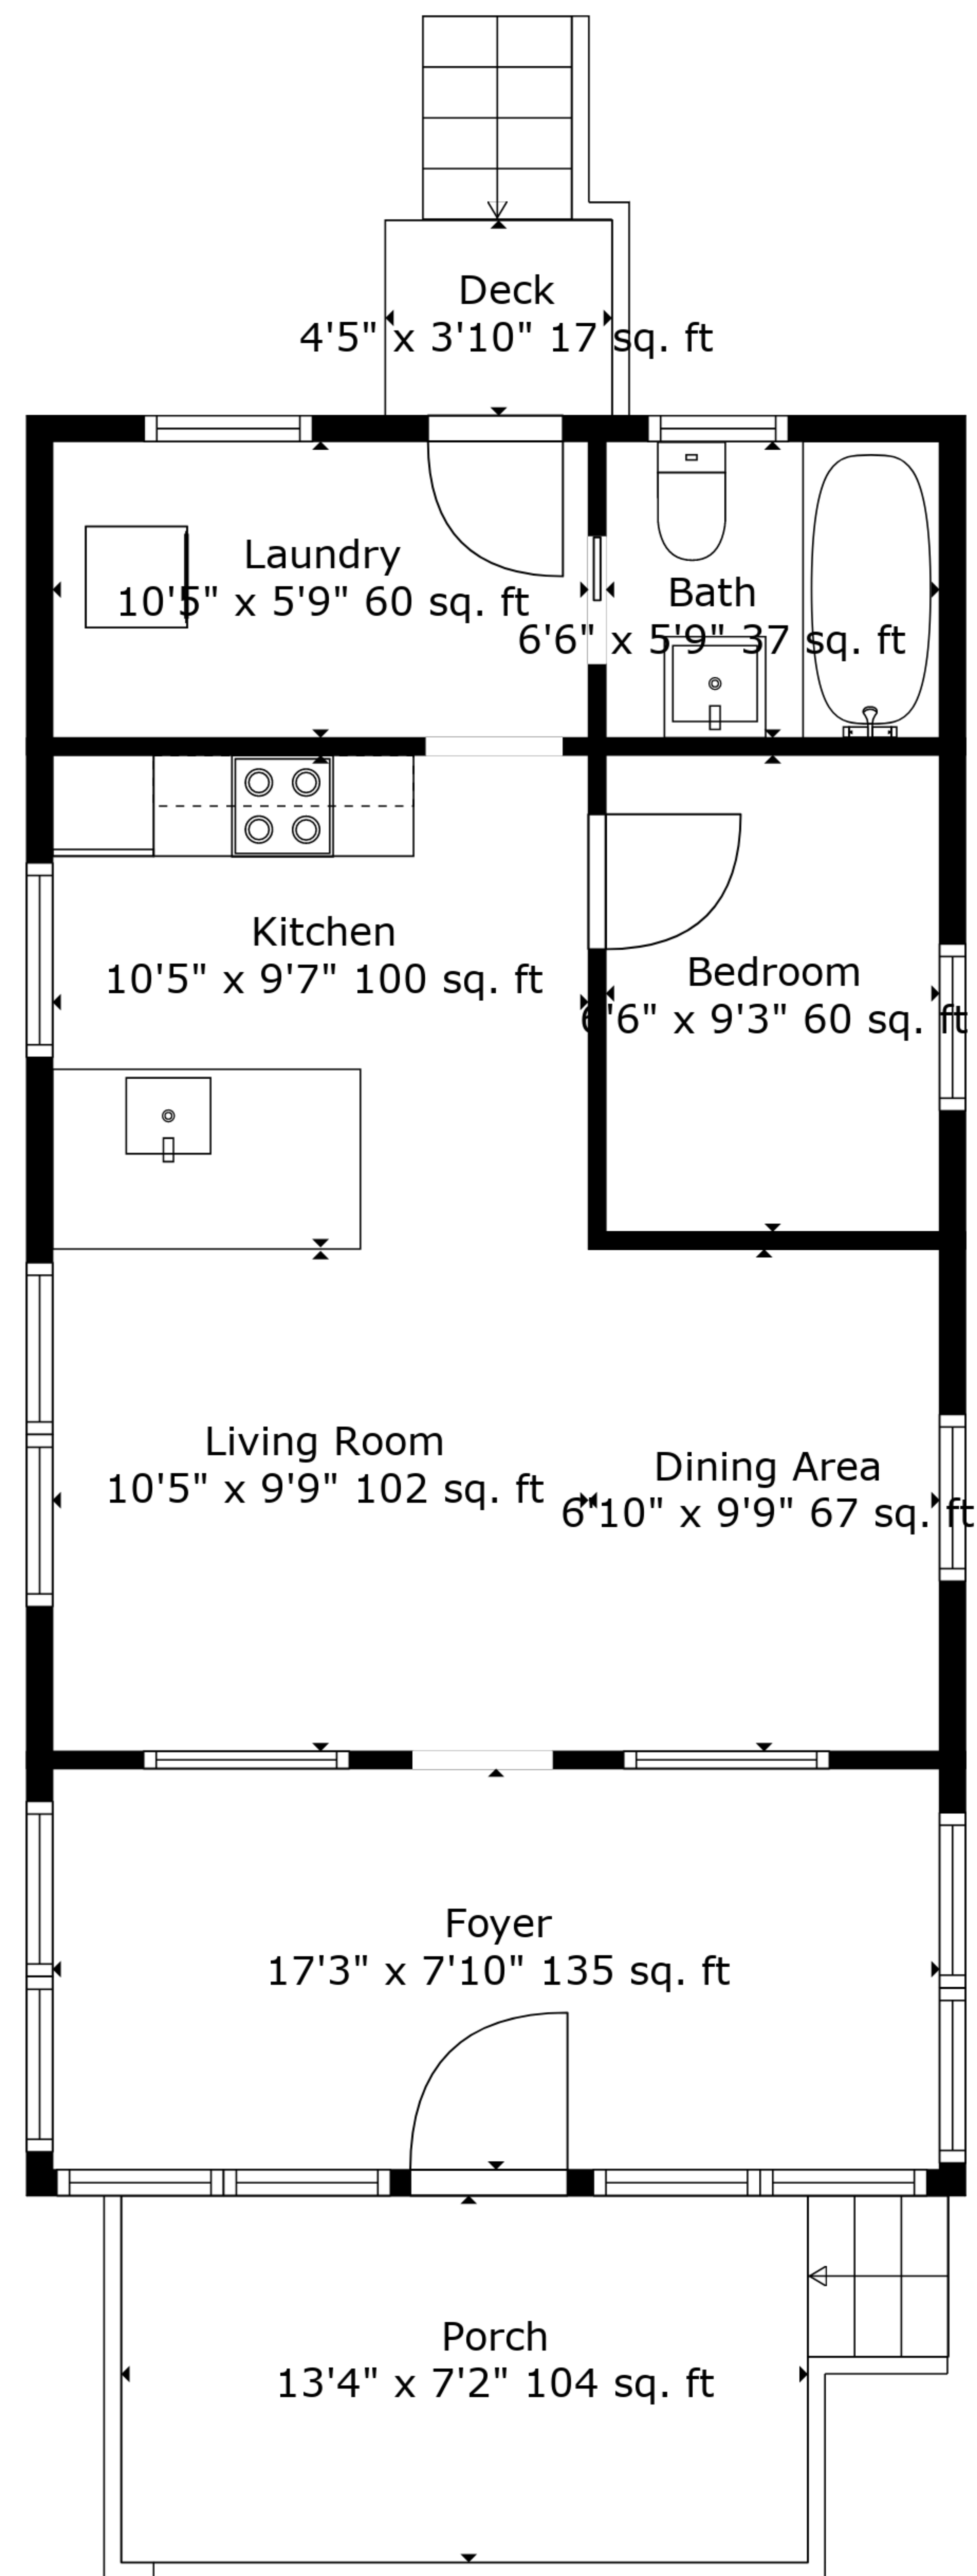 Deck
4'5" x 3'10" 17 sq. ft
Laundry
10'5" x 5'9" 60 sq. ft
Bath
6'6" x 5'9" 37 sq. ft
Kitchen
10'5" x 9'7" 100 sq. ft
Bedroom
6'6" x 9'3" 60 sq. ft
Living Room
10'5" x 9'9" 102 sq. ft
Dining Area
6'10" x 9'9" 67 sq. ft
Foyer
17'3" x 7'10" 135 sq. ft
Porch
13'4" x 7'2" 104 sq. ft